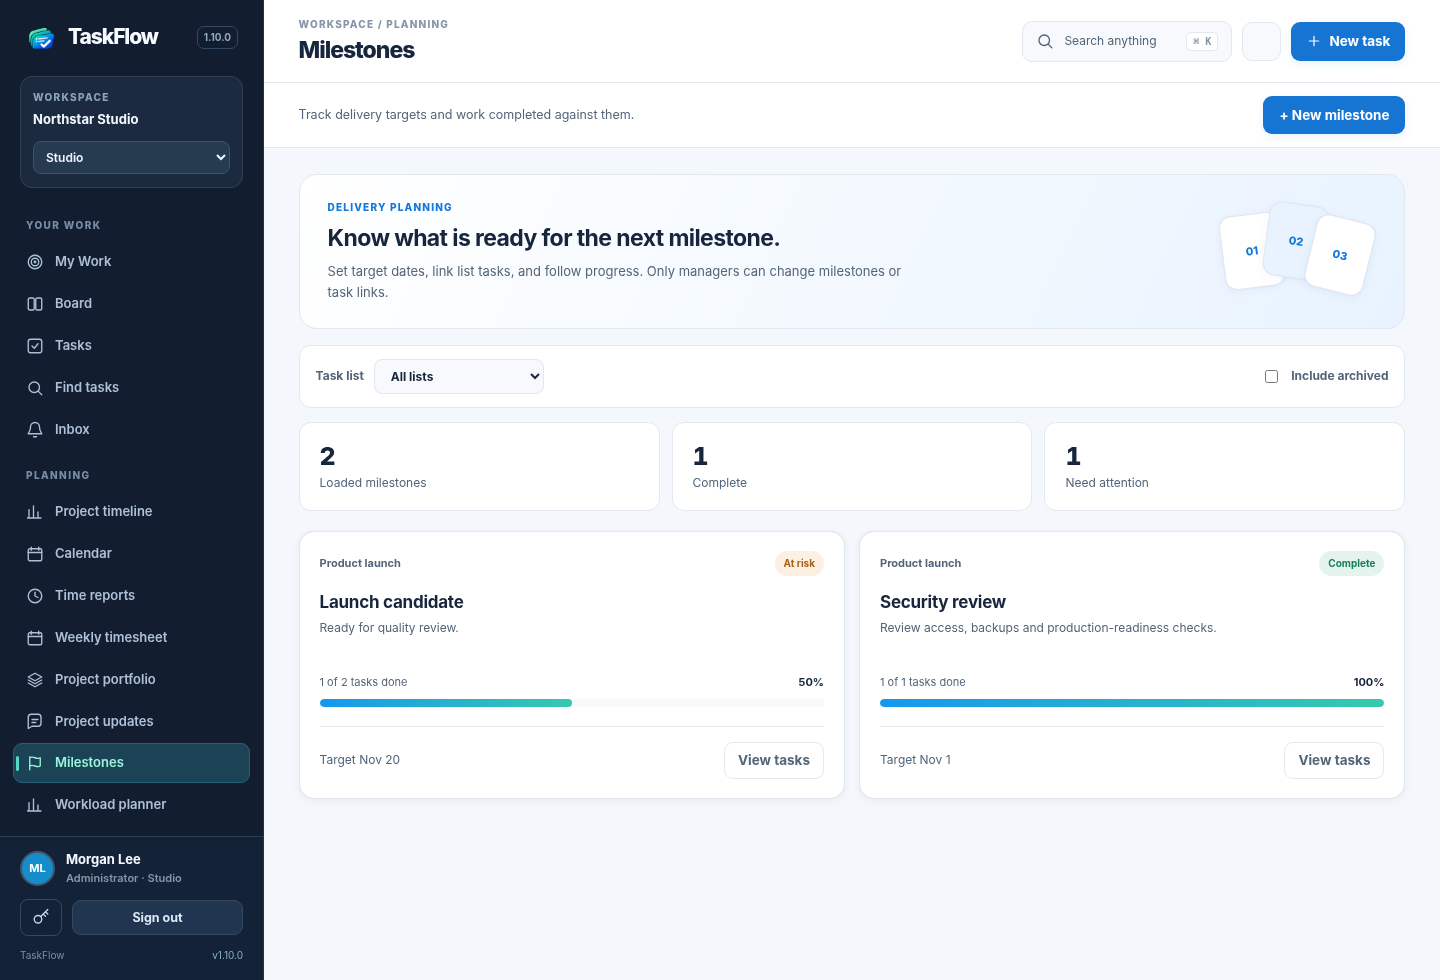 TaskFlow
1.10.0
WORKSPACE
Northstar Studio
Studio
YOUR WORK
My Work
Board
Tasks
Find tasks
Inbox
PLANNING
Project timeline
Calendar
Time reports
Weekly timesheet
Project portfolio
Project updates
Milestones
Workload planner
ML
Morgan Lee
Administrator · Studio
Sign out
TaskFlow
v1.10.0
WORKSPACE / PLANNING
Milestones
Search anything
⌘ K
+ New task
Track delivery targets and work completed against them.
+ New milestone
DELIVERY PLANNING
Know what is ready for the next milestone.
Set target dates, link list tasks, and follow progress. Only managers can change milestones or
task links.
01
02
03
Task list
All lists
Include archived
2
Loaded milestones
1
Complete
1
Need attention
Product launch
At risk
Launch candidate
Ready for quality review.
1 of 2 tasks done
50%
Target Nov 20
View tasks
Product launch
Complete
Security review
Review access, backups and production-readiness checks.
1 of 1 tasks done
100%
Target Nov 1
View tasks